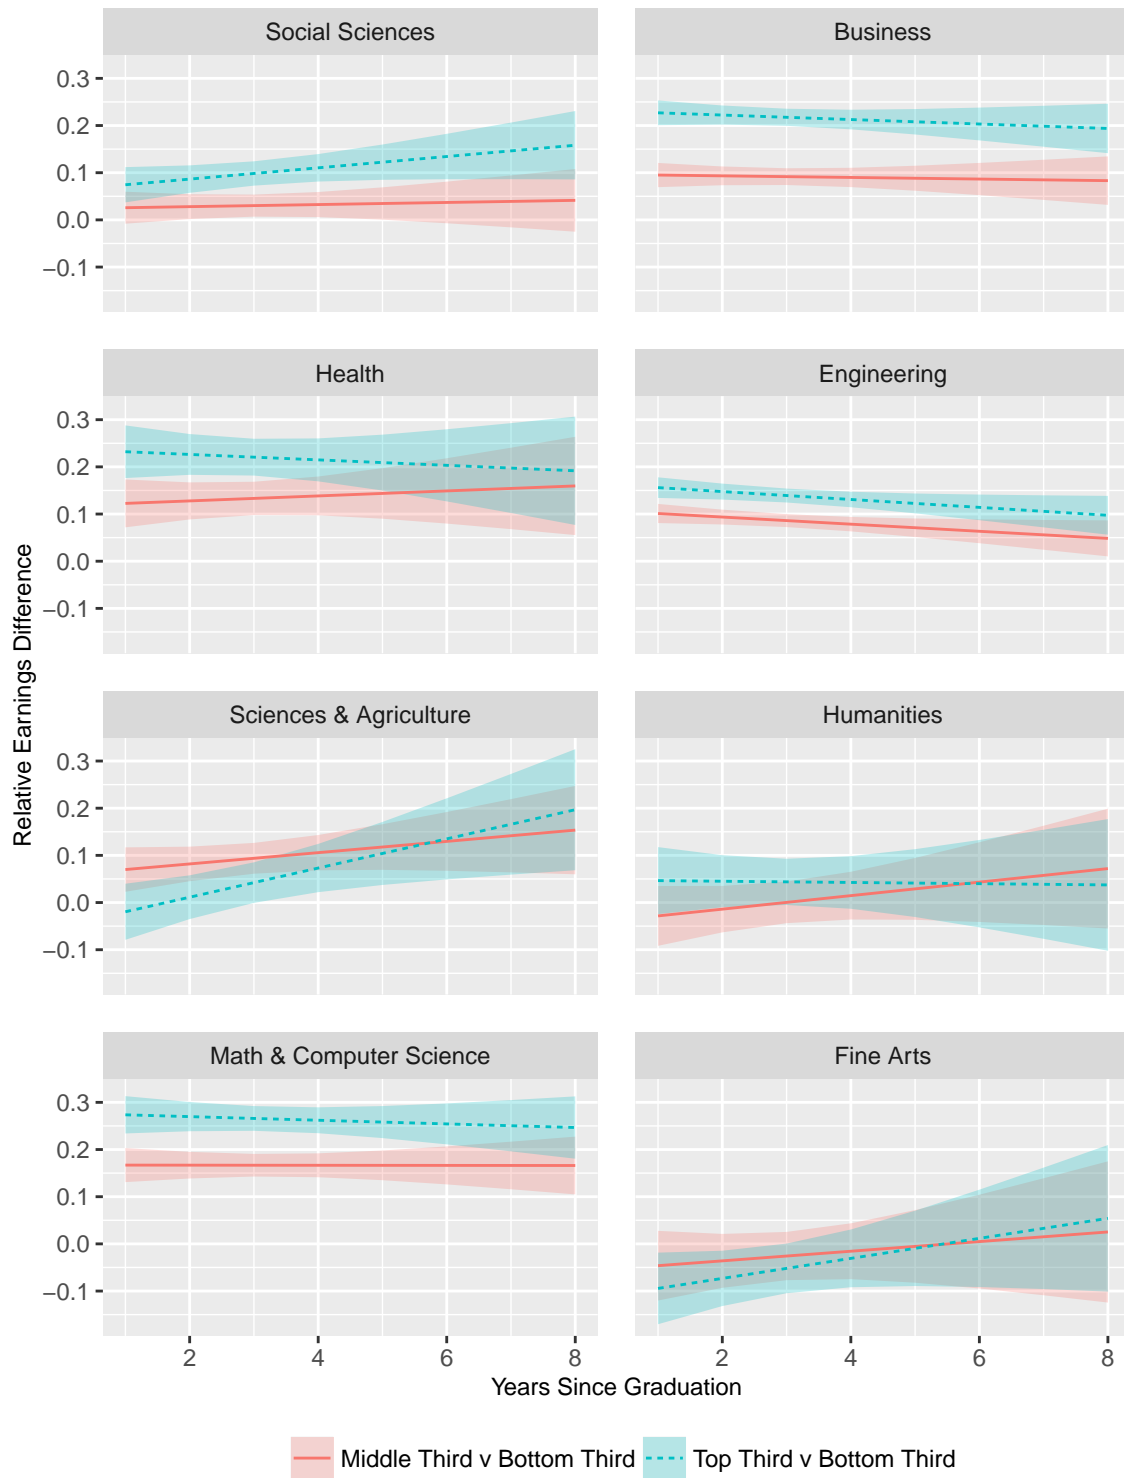 Social Sciences
Business
0.3
0.2
0.1
0.0
−0.1
Health
Engineering
0.3
0.2
0.1
0.0
−0.1
Relative Earnings Difference
Sciences & Agriculture
Humanities
0.3
0.2
0.1
0.0
−0.1
Math & Computer Science
Fine Arts
0.3
0.2
0.1
0.0
−0.1
2 4 6 8 2 4 6 8
Years Since Graduation
Middle Third v Bottom Third Top Third v Bottom Third